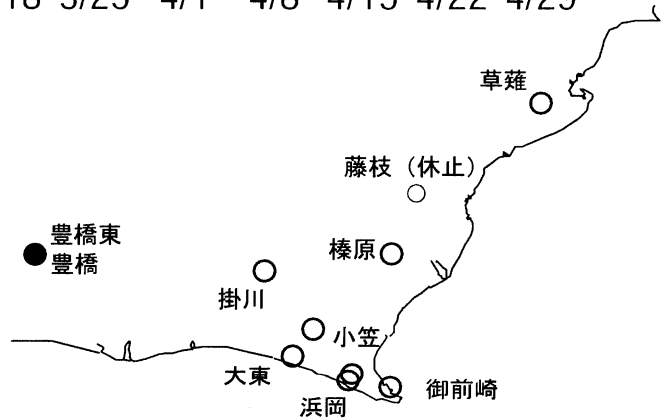 18 3/25 4/1 4/8 4/15 4/22 4/29
草薙
藤枝（休止）
豊橋東
豊橋
榛原
掛川
小笠
大東
御前崎
浜岡